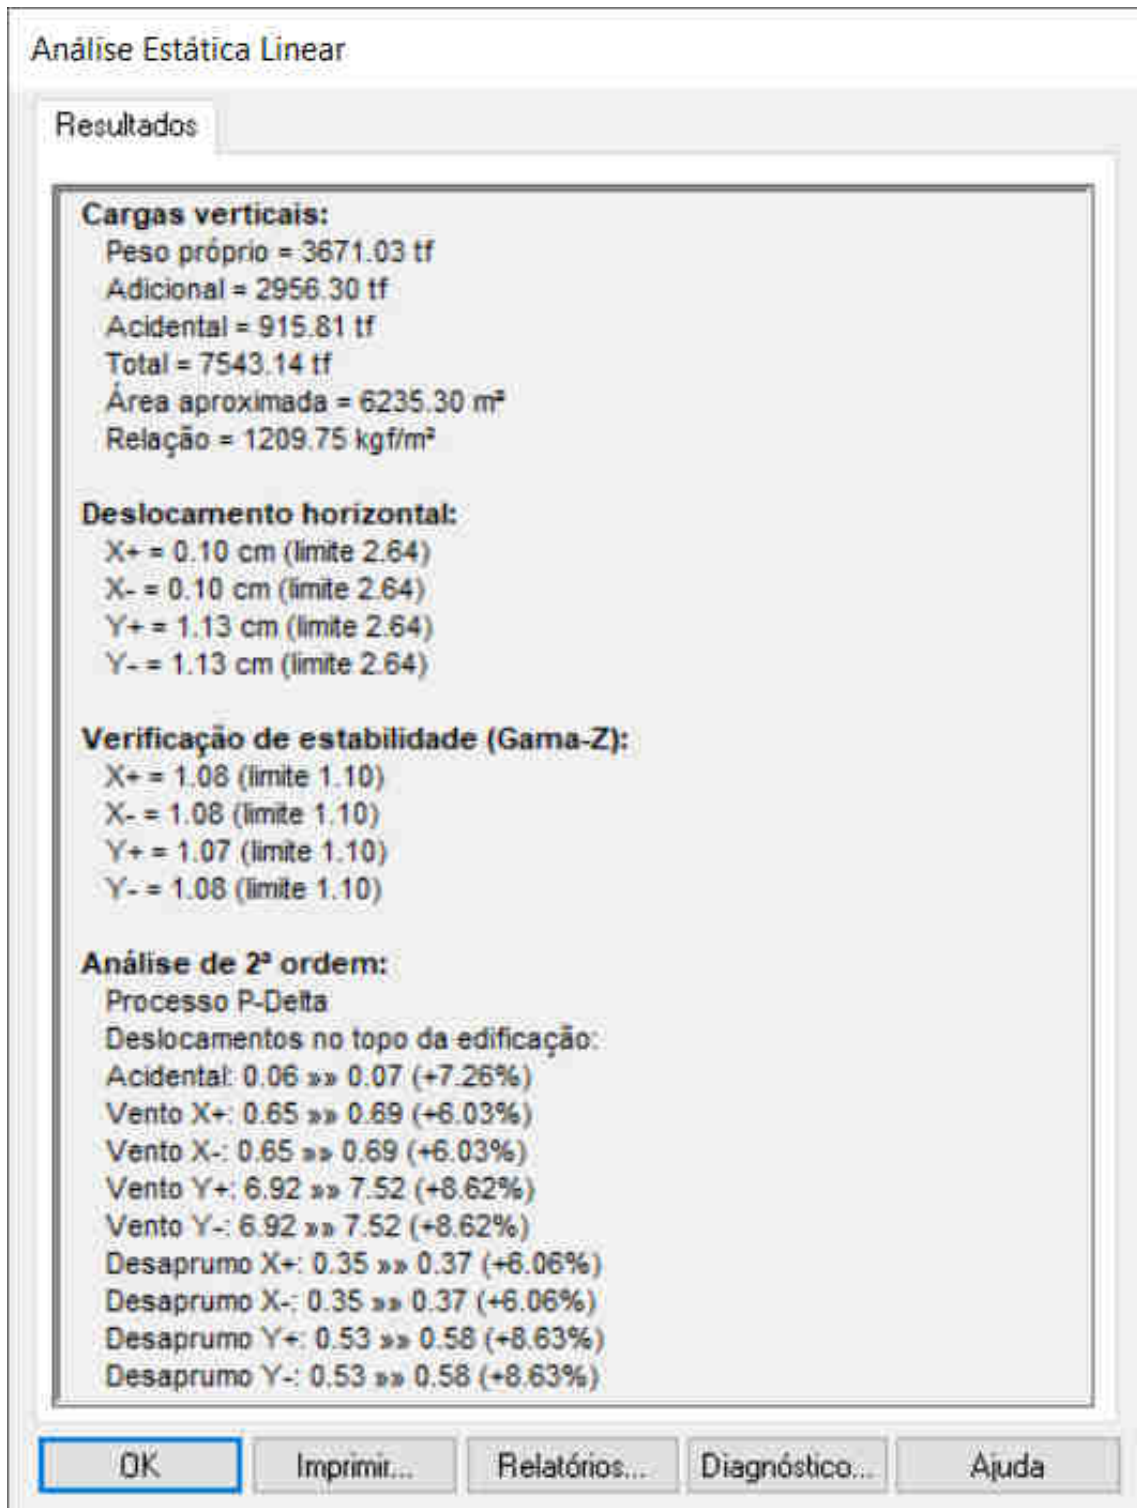 Análise Estática Linear
Resultados
Cargas verticais:
Peso próprio = 3671.03 tf
Adicional = 2956.30 tf
Acidental = 915.81 tf
Total = 7543.14 tf
Área aproximada = 6235.30 m²
Relação = 1209.75 kgf/m²
Deslocamento horizontal:
X+ = 0.10 cm (limite 2.64)
X- = 0.10 cm (limite 2.64)
Y+ = 1.13 cm (limite 2.64)
Y- = 1.13 cm (limite 2.64)
Verificação de estabilidade (Gama-Z):
X+ = 1.08 (limite 1.10)
X- = 1.08 (limite 1.10)
Y+ = 1.07 (limite 1.10)
Y- = 1.08 (limite 1.10)
Análise de 2ª ordem:
Processo P-Delta
Deslocamentos no topo da edificação:
Acidental: 0.06 »» 0.07 (+7.26%)
Vento X+: 0.65 »» 0.69 (+6.03%)
Vento X-: 0.65 »» 0.69 (+6.03%)
Vento Y+: 6.92 »» 7.52 (+8.62%)
Vento Y-: 6.92 »» 7.52 (+8.62%)
Desaprumo X+: 0.35 »» 0.37 (+6.06%)
Desaprumo X-: 0.35 »» 0.37 (+6.06%)
Desaprumo Y+: 0.53 »» 0.58 (+8.63%)
Desaprumo Y-: 0.53 »» 0.58 (+8.63%)
OK Imprimir... Relatórios... Diagnóstico... Ajuda